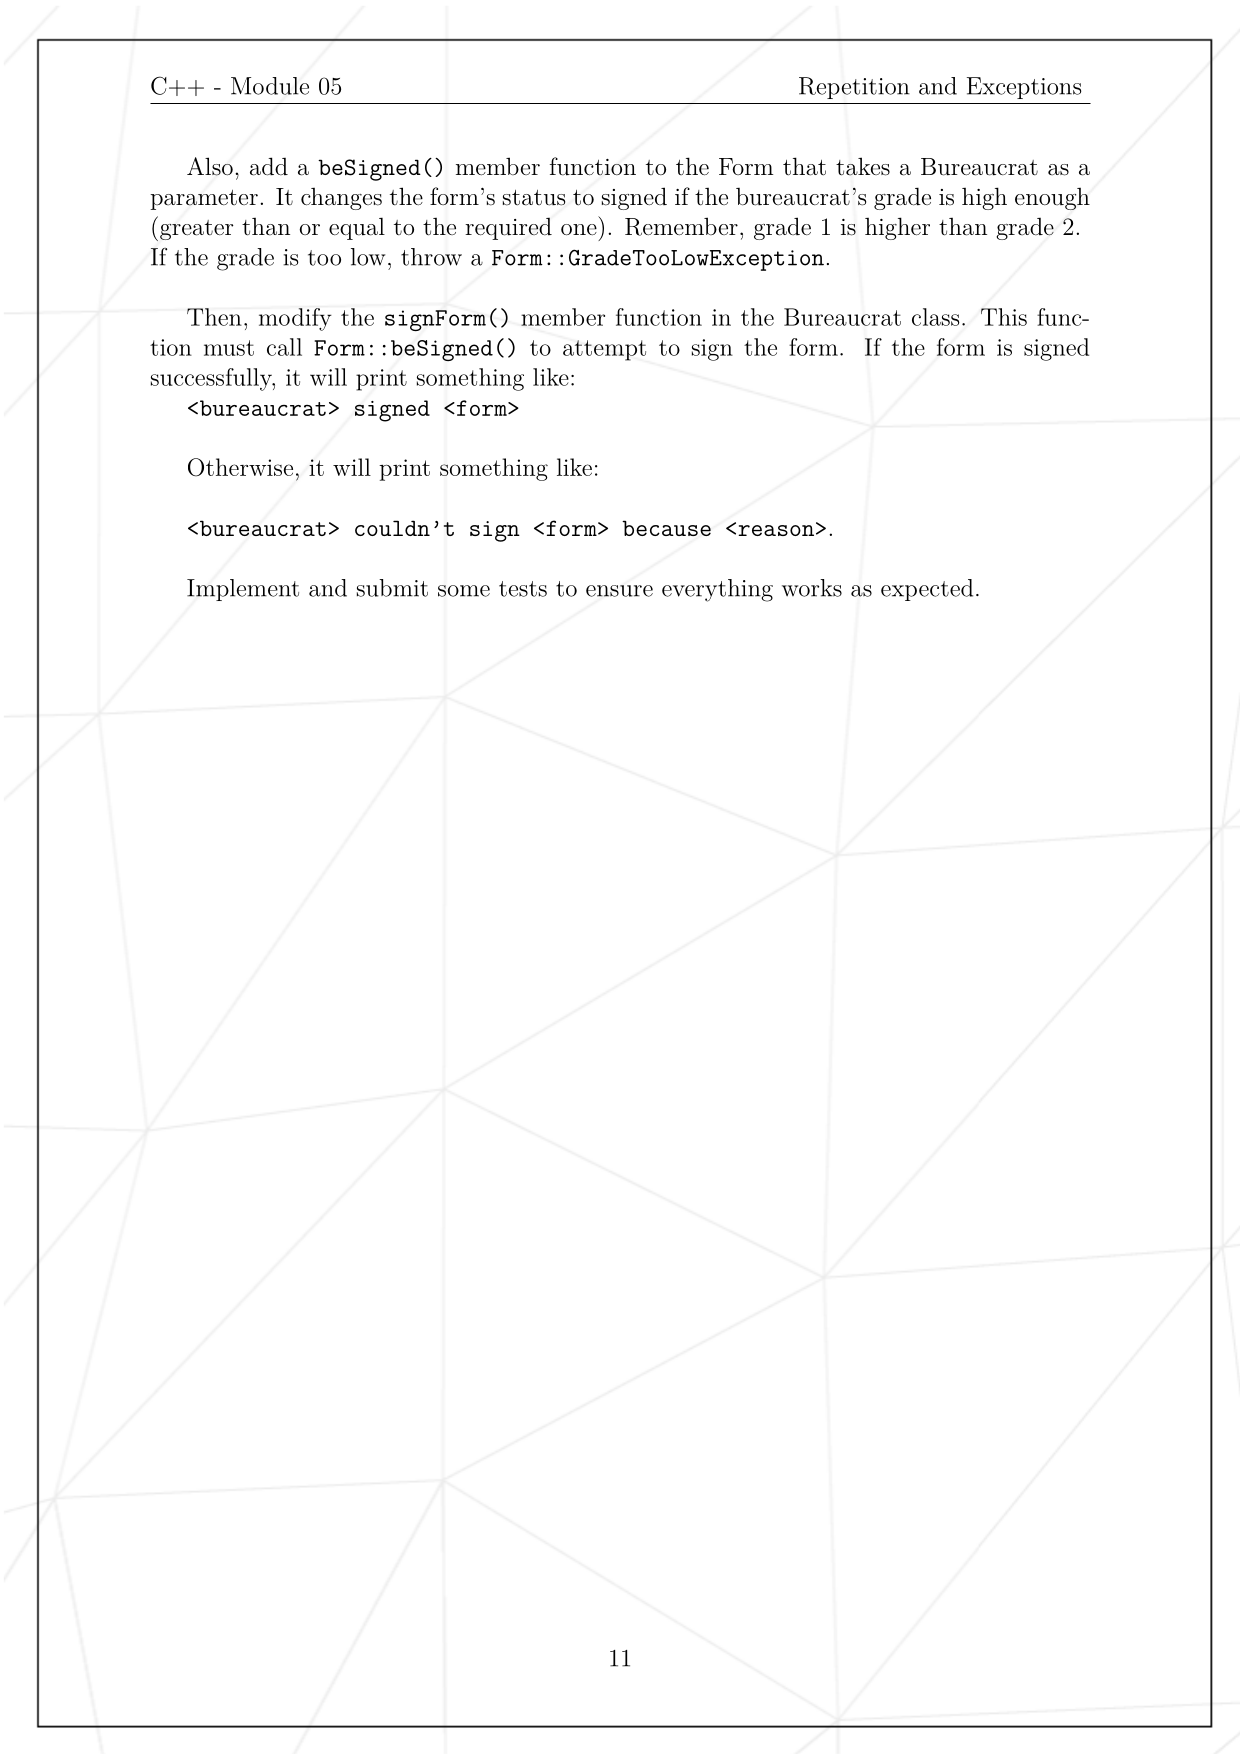 C++ - Module 05 Repetition and Exceptions
Also, add a beSigned() member function to the Form that takes a Bureaucrat as a
parameter. It changes the form's status to signed if the bureaucrat's grade is high enough
(greater than or equal to the required one). Remember, grade 1 is higher than grade 2.
If the grade is too low, throw a Form::GradeTooLowException.
Then, modify the signForm() member function in the Bureaucrat class. This func-
tion must call Form::beSigned() to attempt to sign the form. If the form is signed
successfully, it will print something like:
<bureaucrat> signed <form>
Otherwise, it will print something like:
<bureaucrat> couldn't sign <form> because <reason>.
Implement and submit some tests to ensure everything works as expected.
11